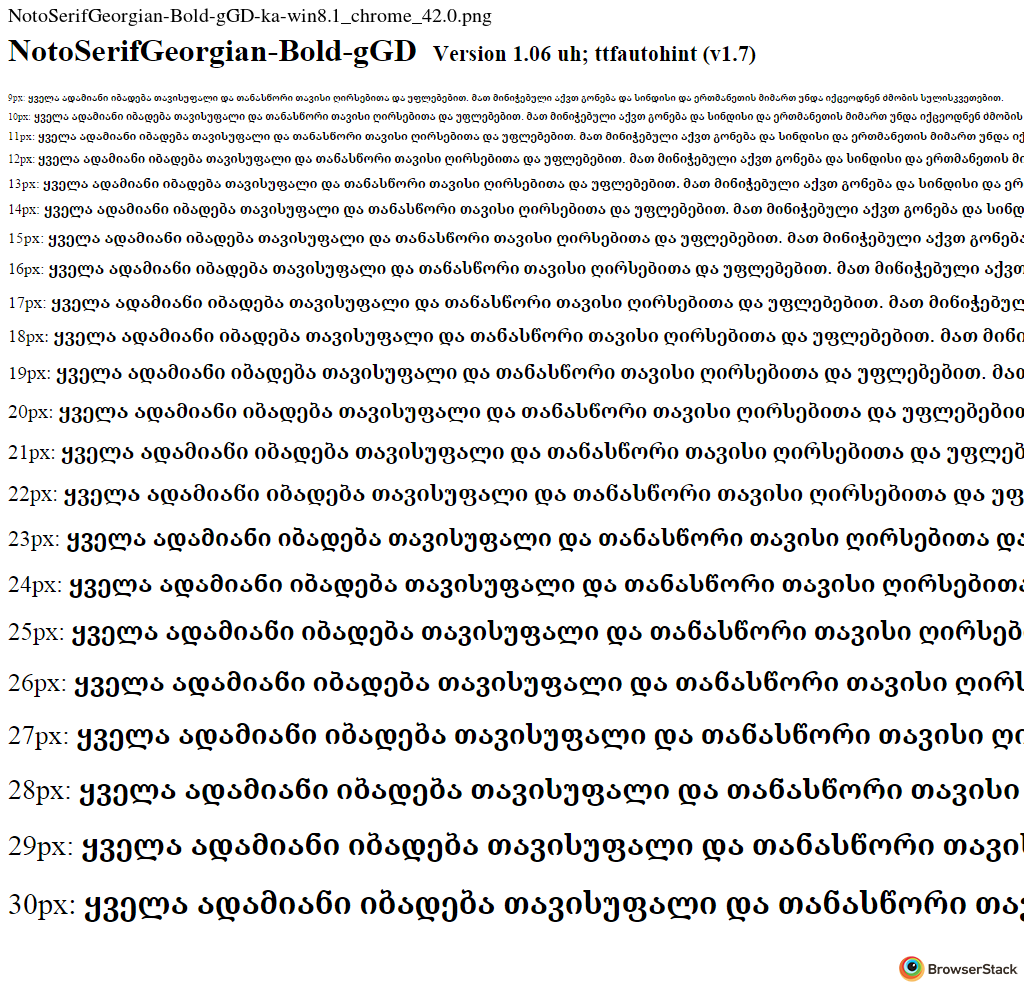 NotoSerifGeorgian-Bold-gGD-ka-win8.1_chrome_42.0.png
NotoSerifGeorgian-Bold-gGD Version 1.06 uh; ttfautohint (v1.7)
9px: ყველა ადამიანი იბადება თავისუფალი და თანასწორი თავისი ღირსებითა და უფლებებით. მათ მინიჭებული აქვთ გონება და სინდისი და ერთმანეთის მიმართ უნდა იქცეოდნენ ძმობის სულისკვეთებით.
10px: ყველა ადამიანი იბადება თავისუფალი და თანასწორი თავისი ღირსებითა და უფლებებით. მათ მინიჭებული აქვთ გონება და სინდისი და ერთმანეთის მიმართ უნდა იქცეოდნენ ძმობის
11px: ყველა ადამიანი იბადება თავისუფალი და თანასწორი თავისი ღირსებითა და უფლებებით. მათ მინიჭებული აქვთ გონება და სინდისი და ერთმანეთის მიმართ უნდა იქ
12px: ყველა ადამიანი იბადება თავისუფალი და თანასწორი თავისი ღირსებითა და უფლებებით. მათ მინიჭებული აქვთ გონება და სინდისი და ერთმანეთის მი
13px: ყველა ადამიანი იბადება თავისუფალი და თანასწორი თავისი ღირსებითა და უფლებებით. მათ მინიჭებული აქვთ გონება და სინდისი და ერ
14px: ყველა ადამიანი იბადება თავისუფალი და თანასწორი თავისი ღირსებითა და უფლებებით. მათ მინიჭებული აქვთ გონება და სინდ
15px: ყველა ადამიანი იბადება თავისუფალი და თანასწორი თავისი ღირსებითა და უფლებებით. მათ მინიჭებული აქვთ გონება
16px: ყველა ადამიანი იბადება თავისუფალი და თანასწორი თავისი ღირსებითა და უფლებებით. მათ მინიჭებული აქვთ
17px: ყველა ადამიანი იბადება თავისუფალი და თანასწორი თავისი ღირსებითა და უფლებებით. მათ მინიჭებულ
18px: ყველა ადამიანი იბადება თავისუფალი და თანასწორი თავისი ღირსებითა და უფლებებით. მათ მინი
19px: ყველა ადამიანი იბადება თავისუფალი და თანასწორი თავისი ღირსებითა და უფლებებით. მათ
20px: ყველა ადამიანი იბადება თავისუფალი და თანასწორი თავისი ღირსებითა და უფლებებით
21px: ყველა ადამიანი იბადება თავისუფალი და თანასწორი თავისი ღირსებითა და უფლებ
22px: ყველა ადამიანი იბადება თავისუფალი და თანასწორი თავისი ღირსებითა და უფ
23px: ყველა ადამიანი იბადება თავისუფალი და თანასწორი თავისი ღირსებითა და
24px: ყველა ადამიანი იბადება თავისუფალი და თანასწორი თავისი ღირსებითა
25px: ყველა ადამიანი იბადება თავისუფალი და თანასწორი თავისი ღირსებ
26px: ყველა ადამიანი იბადება თავისუფალი და თანასწორი თავისი ღირს
27px: ყველა ადამიანი იბადება თავისუფალი და თანასწორი თავისი ღი
28px: ყველა ადამიანი იბადება თავისუფალი და თანასწორი თავისი
29px: ყველა ადამიანი იბადება თავისუფალი და თანასწორი თავის
30px: ყველა ადამიანი იბადება თავისუფალი და თანასწორი თავ
BrowserStack